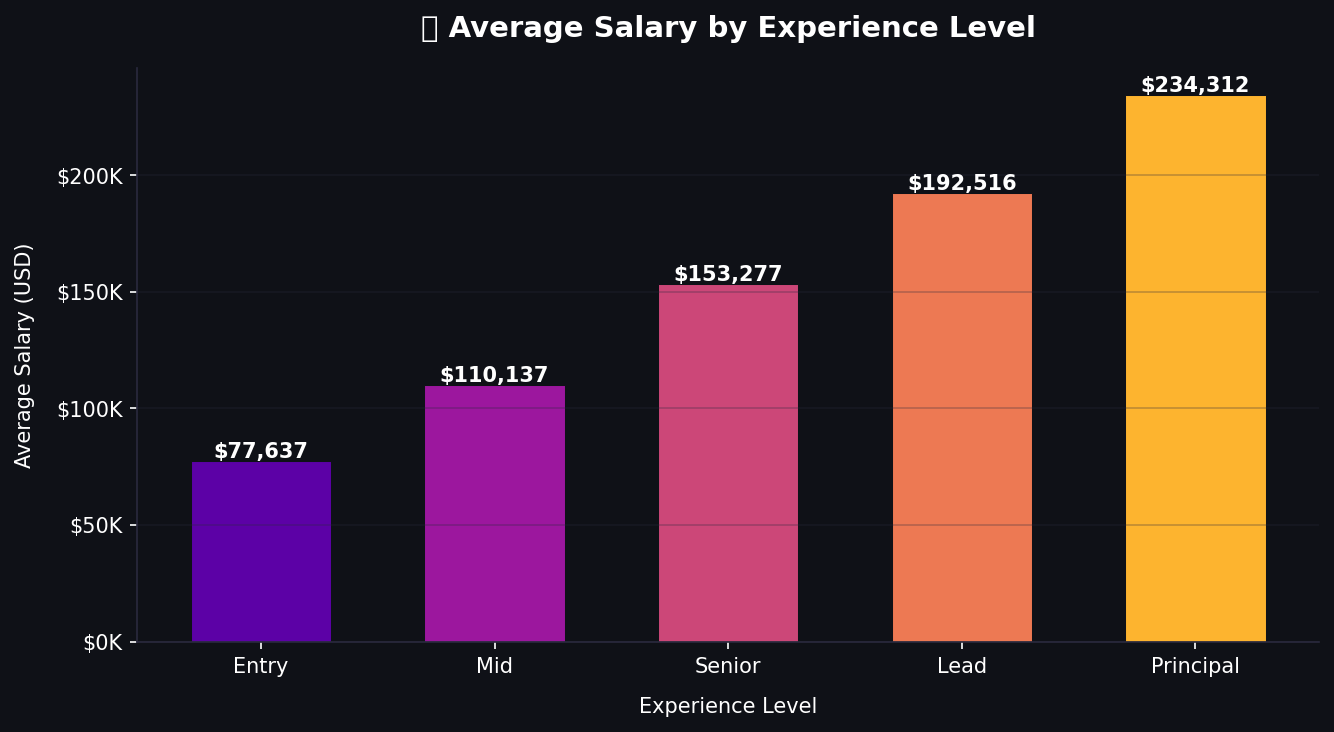 Average Salary by Experience Level
$234,312
$192,516
$153,277
$110,137
$77,637
$200K
$150K
$100K
$50K
$0K
Average Salary (USD)
Entry
Mid
Senior
Lead
Principal
Experience Level